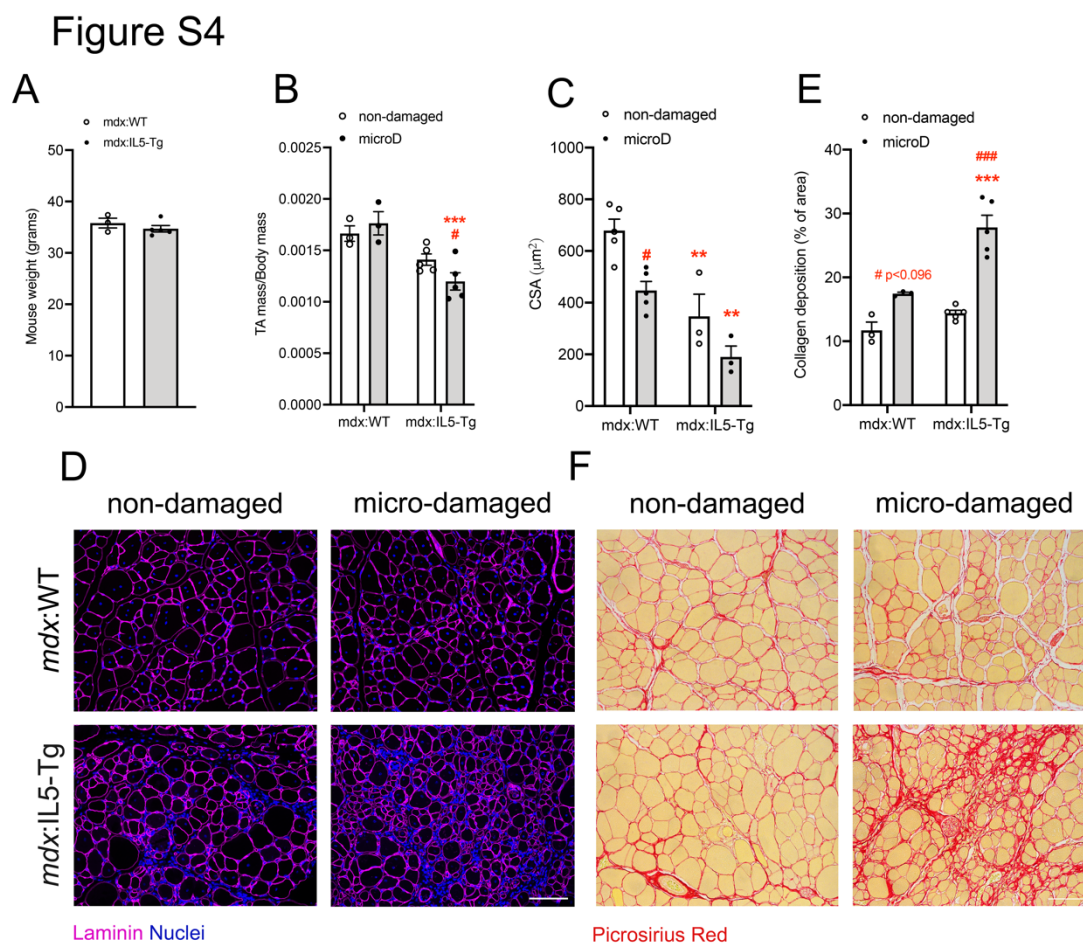 Figure S4
A
mdx:WT
mdx:IL5-Tg
Mouse weight (grams)
50
40
30
20
10
0
B
non-damaged
microD
TA mass/Body mass
0.0025
0.0020
0.0015
0.0010
0.0005
0.0000
***
#
mdx:WT
mdx:IL5-Tg
C
non-damaged
microD
CSA (μm²)
1000
800
600
400
200
0
#
**
**
mdx:WT
mdx:IL5-Tg
E
non-damaged
microD
Collagen deposition (% of area)
40
30
20
10
0
# p<0.096
###
***
mdx:WT
mdx:IL5-Tg
D
non-damaged
micro-damaged
mdx:WT
mdx:IL5-Tg
Laminin Nuclei
F
non-damaged
micro-damaged
Picrosirius Red